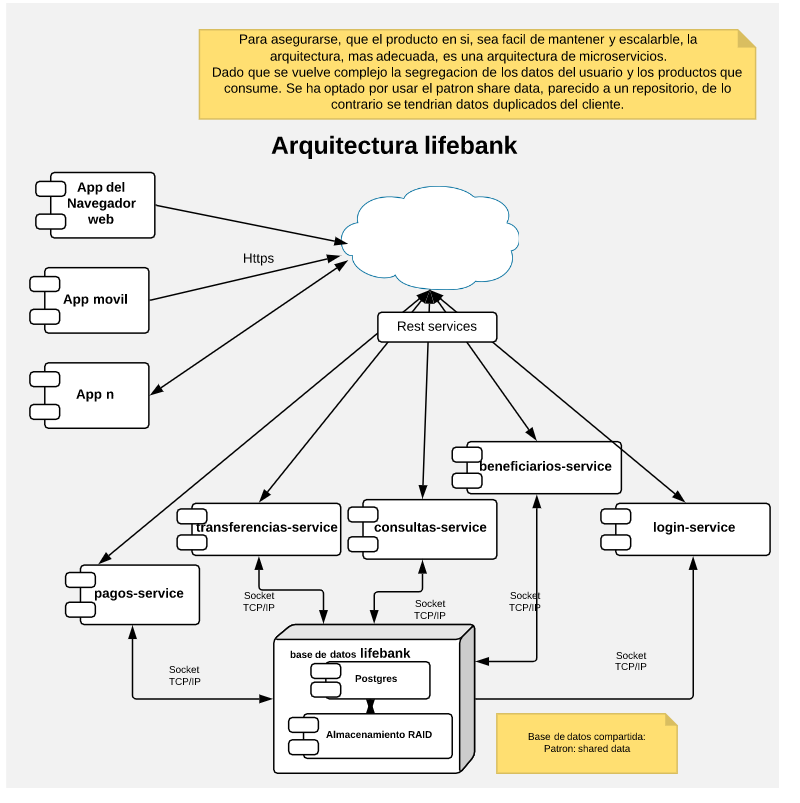 Para asegurarse, que el producto en si, sea facil de mantener y escalarble, la
arquitectura, mas adecuada, es una arquitectura de microservicios.
Dado que se vuelve complejo la segregacion de los datos del usuario y los productos que
consume. Se ha optado por usar el patron share data, parecido a un repositorio, de lo
contrario se tendrian datos duplicados del cliente.
Arquitectura lifebank
App del
Navegador
web
Https
App movil
Rest services
App n
beneficiarios-service
transferencias-service
consultas-service
login-service
pagos-service
Socket
TCP/IP
Socket
TCP/IP
Socket
TCP/IP
Socket
TCP/IP
Socket
TCP/IP
base de datos lifebank
Postgres
Almacenamiento RAID
Base de datos compartida:
Patron: shared data